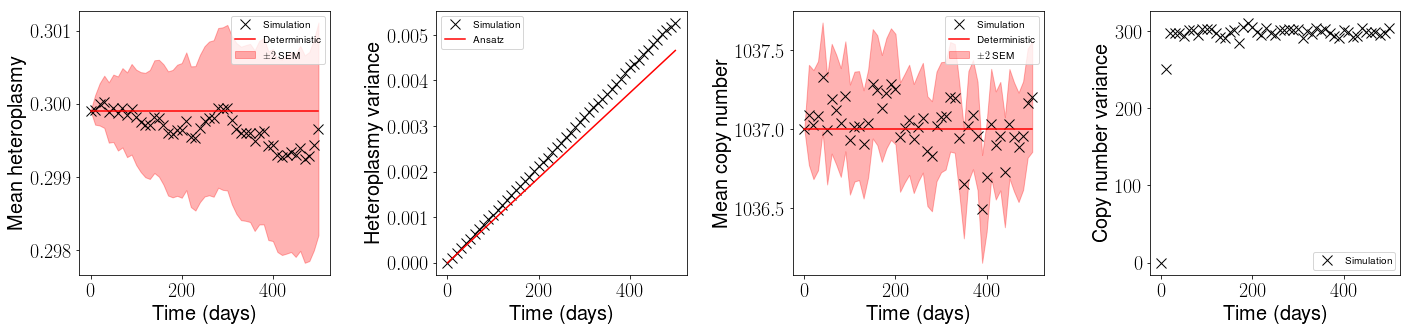 Mean heteroplasmy
0.301
0.300
0.299
0.298
0
200
400
Time (days)
Simulation
Deterministic
±2 SEM
Heteroplasmy variance
0.005
0.004
0.003
0.002
0.001
0.000
0
200
400
Time (days)
Simulation
Ansatz
Mean copy number
1037.5
1037.0
1036.5
0
200
400
Time (days)
Simulation
Deterministic
±2 SEM
Copy number variance
300
200
100
0
0
200
400
Time (days)
Simulation